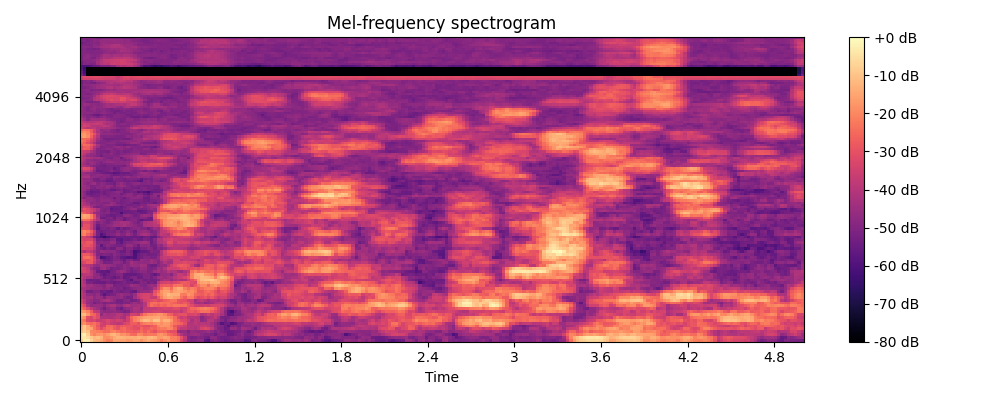 Mel-frequency spectrogram
+0 dB
-10 dB
-20 dB
-30 dB
-40 dB
-50 dB
-60 dB
-70 dB
-80 dB
4096
2048
1024
512
0
Hz
0 0.6 1.2 1.8 2.4 3 3.6 4.2 4.8
Time